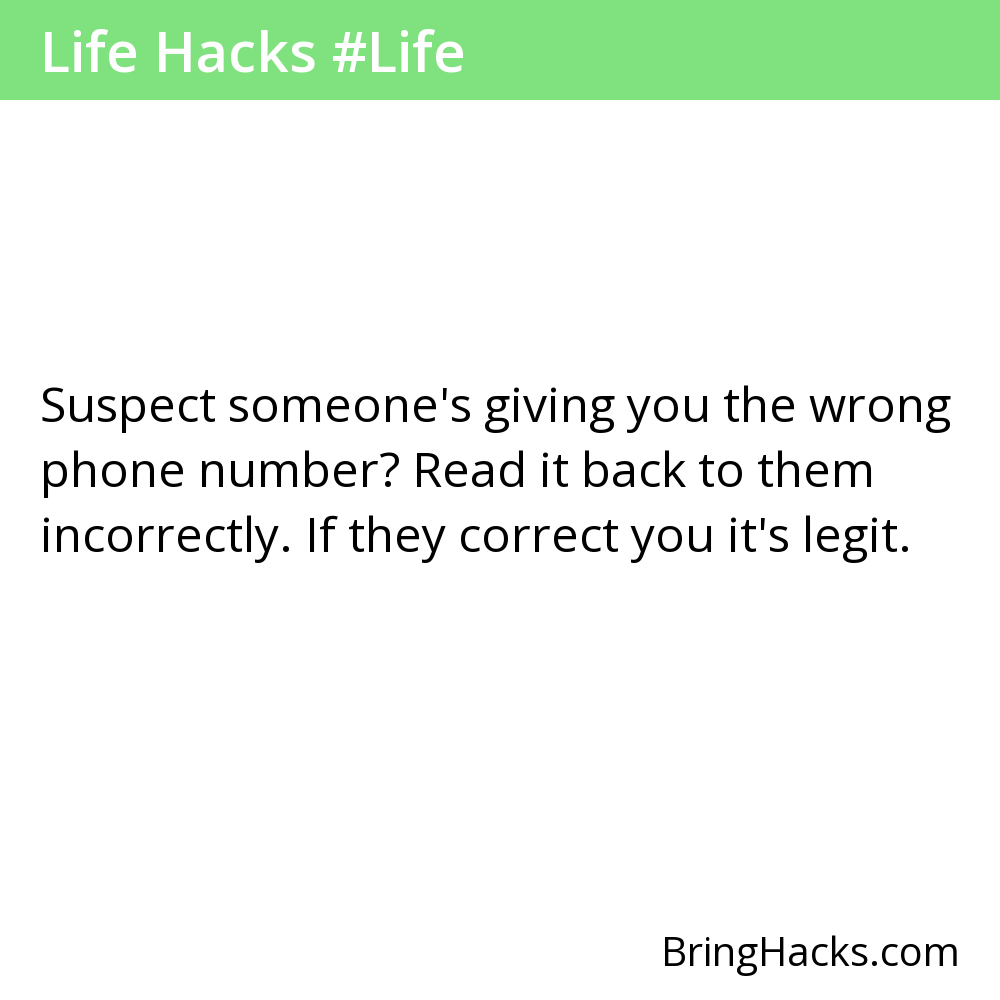 Life Hacks #Life
Suspect someone's giving you the wrong
phone number? Read it back to them
incorrectly. If they correct you it's legit.
BringHacks.com